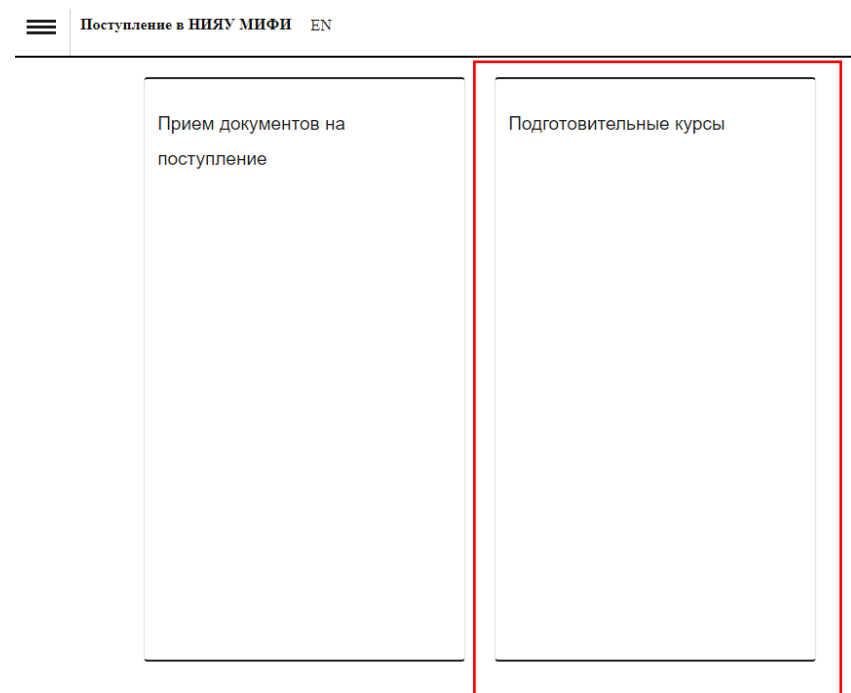 Поступление в НИЯУ МИФИ EN
Прием документов на
поступление
Подготовительные курсы